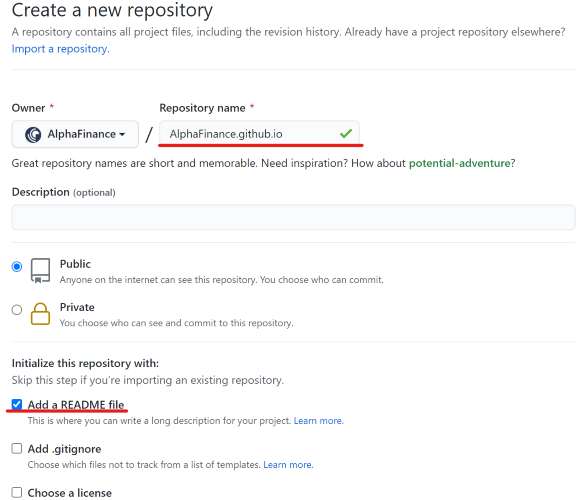 Create a new repository
A repository contains all project files, including the revision history. Already have a project repository elsewhere?
Import a repository.
Owner *
Repository name *
AlphaFinance
/
AlphaFinance.github.io
Great repository names are short and memorable. Need inspiration? How about potential-adventure?
Description (optional)
Public
Anyone on the internet can see this repository. You choose who can commit.
Private
You choose who can see and commit to this repository.
Initialize this repository with:
Skip this step if you're importing an existing repository.
Add a README file
This is where you can write a long description for your project. Learn more.
Add .gitignore
Choose which files not to track from a list of templates. Learn more.
Choose a license